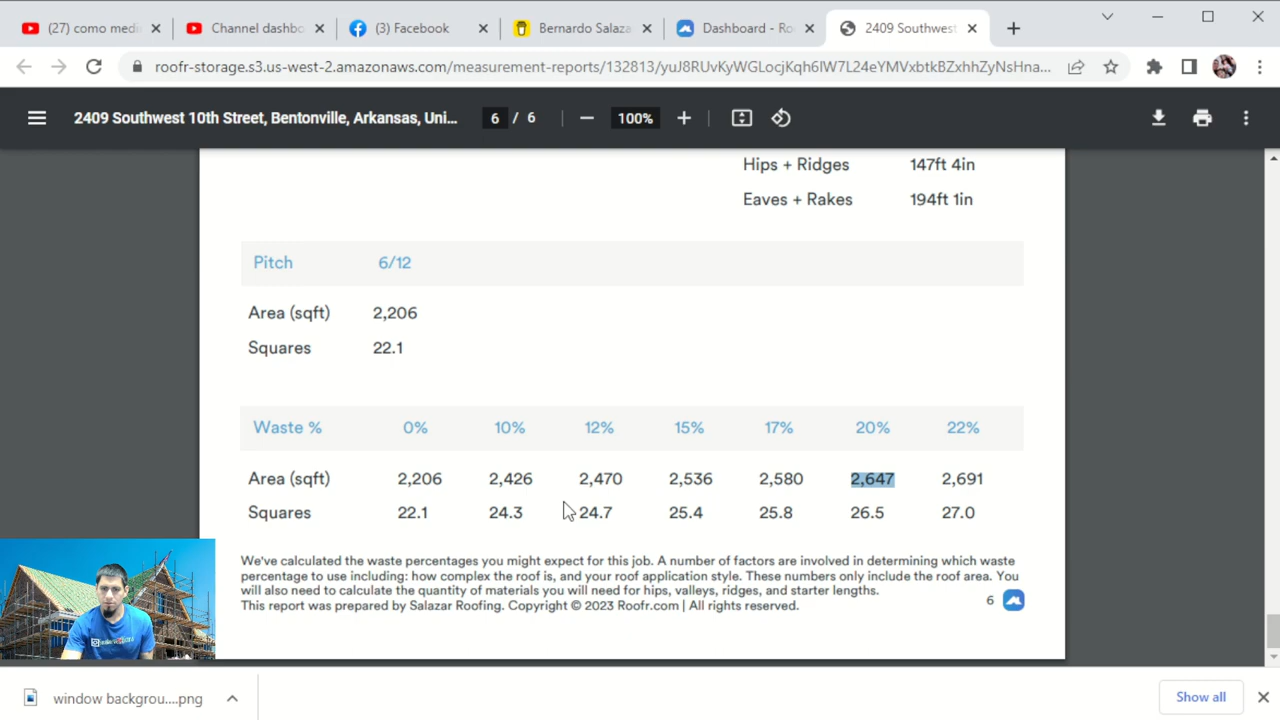 (27) como medi
Channel dashbo
(3) Facebook
Bernardo Salaza
Dashboard - Ro
2409 Southwest
roofr-storage.s3.us-west-2.amazonaws.com/measurement-reports/132813/yuJ8RUvKyWGLocjKqh6IW7L24eYMVxbtkBZxhhZyNsHna...
2409 Southwest 10th Street, Bentonville, Arkansas, Uni... 6 / 6 100%
Hips + Ridges 147ft 4in
Eaves + Rakes 194ft 1in
Pitch 6/12
Area (sqft) 2,206
Squares 22.1
Waste % 0% 10% 12% 15% 17% 20% 22%
Area (sqft) 2,206 2,426 2,470 2,536 2,580 2,647 2,691
Squares 22.1 24.3 24.7 25.4 25.8 26.5 27.0
We've calculated the waste percentages you might expect for this job. A number of factors are involved in determining which waste
percentage to use including: how complex the roof is, and your roof application style. These numbers only include the roof area. You
will also need to calculate the quantity of materials you will need for hips, valleys, ridges, and starter lengths.
This report was prepared by Salazar Roofing. Copyright © 2023 Roofr.com | All rights reserved.
6
window backgrou....png
Show all